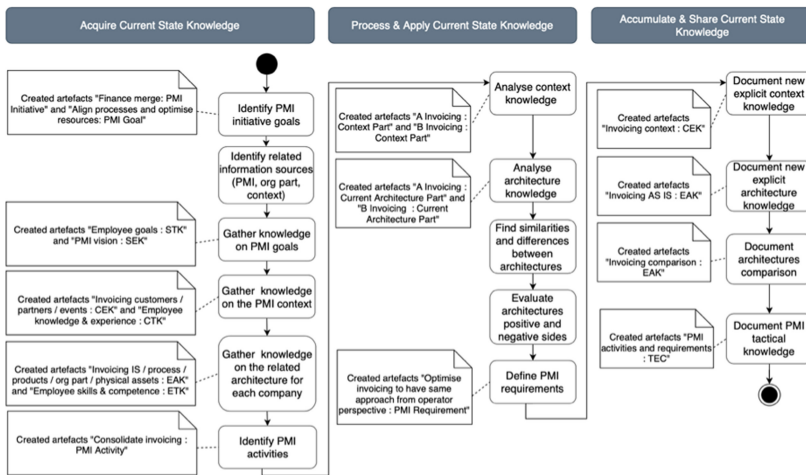 Acquire Current State Knowledge
Process & Apply Current State Knowledge
Accumulate & Share Current State
Knowledge
Created artefacts "Finance merge: PMI
Initiative" and "Align processes and optimise
resources: PMI Goal"
Identify PMI
initiative goals
Identify related
information sources
(PMI, org part,
context)
Created artefacts "Employee goals : STK"
and "PMI vision : SEK"
Gather knowledge
on PMI goals
Created artefacts "Invoicing customers /
partners / events : CEK" and "Employee
knowledge & experience : CTK"
Gather knowledge
on the PMI context
Created artefacts "Invoicing IS / process /
products / org part / physical assets : EAK"
and "Employee skills & competence : ETK"
Gather knowledge
on the related
architecture for
each company
Created artefacts "Consolidate invoicing :
PMI Activity"
Identify PMI
activities
Created artefacts "A Invoicing :
Context Part" and "B Invoicing :
Context Part"
Analyse context
knowledge
Created artefacts "A Invoicing :
Current Architecture Part" and
"B Invoicing : Current
Architecture Part"
Analyse
architecture
knowledge
Find similarities
and differences
between
architectures
Evaluate
architectures
positive and
negative sides
Created artefacts "Optimise
invoicing to have same
approach from operator
perspective : PMI Requirement"
Define PMI
requirements
Created artefacts
"Invoicing context : CEK"
Document new
explicit context
knowledge
Created artefacts
"Invoicing AS IS : EAK"
Document new
explicit
architecture
knowledge
Created artefacts
"Invoicing comparison :
EAK"
Document
architectures
comparison
Created artefacts "PMI
activities and requirements
: TEC"
Document PMI
tactical
knowledge